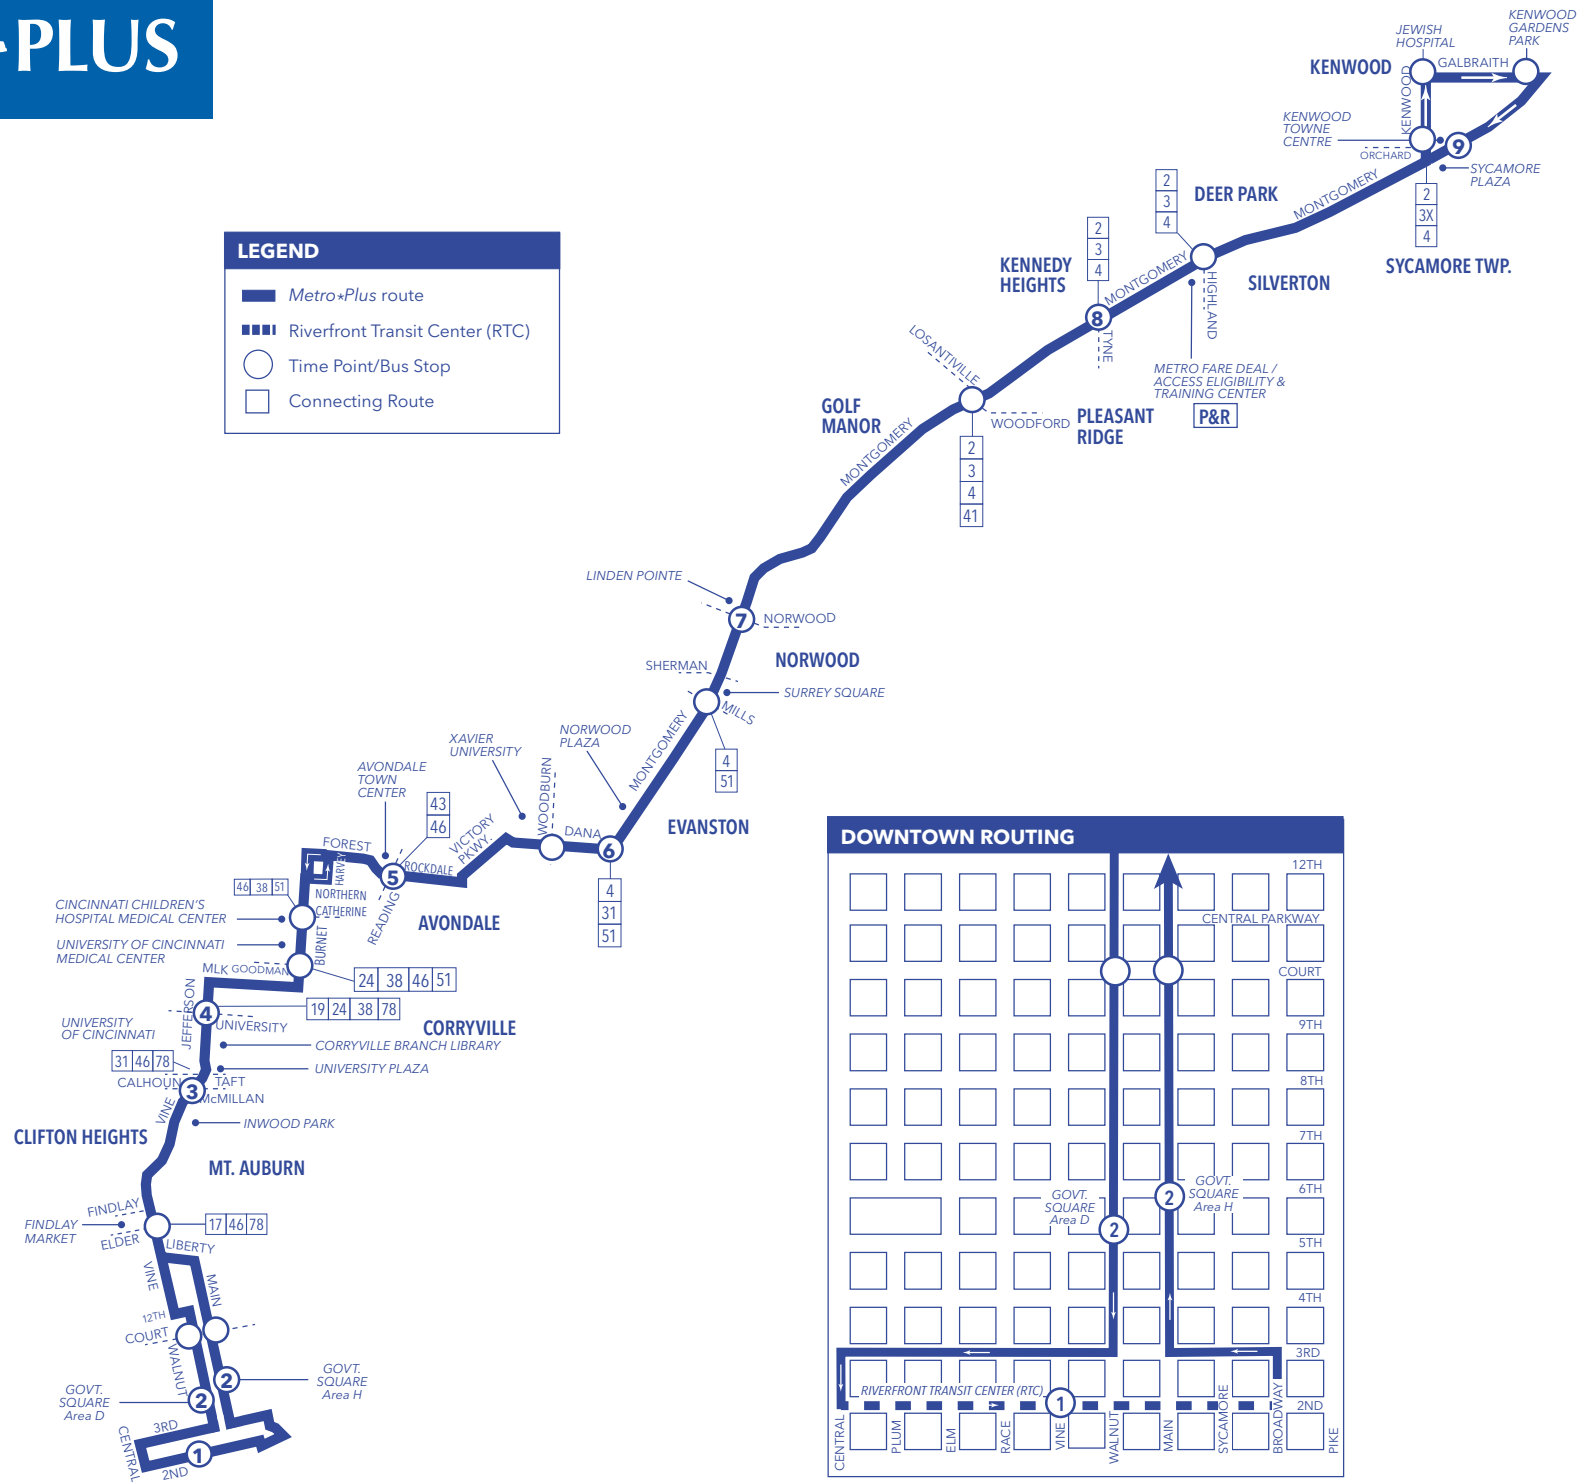 PLUS
KENWOOD
GARDENS
PARK
JEWISH
HOSPITAL
KENWOOD
GALBRAITH
KENWOOD
KENWOOD
TOWNE
CENTRE
ORCHARD
9
SYCAMORE
PLAZA
MONTGOMERY
2
3X
4
SYCAMORE TWP.
2
3
4
DEER PARK
2
3
4
KENNEDY
HEIGHTS
MONTGOMERY
HIGHLAND
SILVERTON
8
TYNE
METRO FARE DEAL /
ACCESS ELIGIBILITY &
TRAINING CENTER
P&R
LOSANTIVILLE
GOLF
MANOR
WOODFORD
PLEASANT
RIDGE
MONTGOMERY
2
3
4
41
LEGEND
Metro★Plus route
Riverfront Transit Center (RTC)
Time Point/Bus Stop
Connecting Route
LINDEN POINTE
7
NORWOOD
NORWOOD
SHERMAN
SURREY SQUARE
MILLS
MONTGOMERY
4
51
NORWOOD
PLAZA
XAVIER
UNIVERSITY
WOODBURN
EVANSTON
AVONDALE
TOWN
CENTER
43
46
VICTORY
PKWY.
DANA
6
4
31
51
FOREST
HARVEY
ROCKDALE
5
NORTHERN
READING
AVONDALE
46 38 51
CATHERINE
CINCINNATI CHILDREN'S
HOSPITAL MEDICAL CENTER
UNIVERSITY OF CINCINNATI
MEDICAL CENTER
BURNET
MLK
GOODMAN
24 38 46 51
JEFFERSON
4
19 24 38 78
UNIVERSITY
CORRYVILLE
UNIVERSITY
OF CINCINNATI
CORRYVILLE BRANCH LIBRARY
31 46 78
UNIVERSITY PLAZA
CALHOUN
TAFT
3
McMILLAN
VINE
INWOOD PARK
CLIFTON HEIGHTS
MT. AUBURN
FINDLAY
FINDLAY
MARKET
17 46 78
ELDER
LIBERTY
VINE
MAIN
12TH
COURT
WALNUT
GOVT.
SQUARE
Area H
2
GOVT.
SQUARE
Area D
2
3RD
CENTRAL
1
2ND
DOWNTOWN ROUTING
12TH
CENTRAL PARKWAY
COURT
9TH
8TH
7TH
GOVT.
SQUARE
Area H
2
6TH
GOVT.
SQUARE
Area D
2
5TH
4TH
3RD
RIVERFRONT TRANSIT CENTER (RTC)
1
2ND
CENTRAL
PLUM
ELM
RACE
VINE
WALNUT
MAIN
SYCAMORE
BROADWAY
PIKE